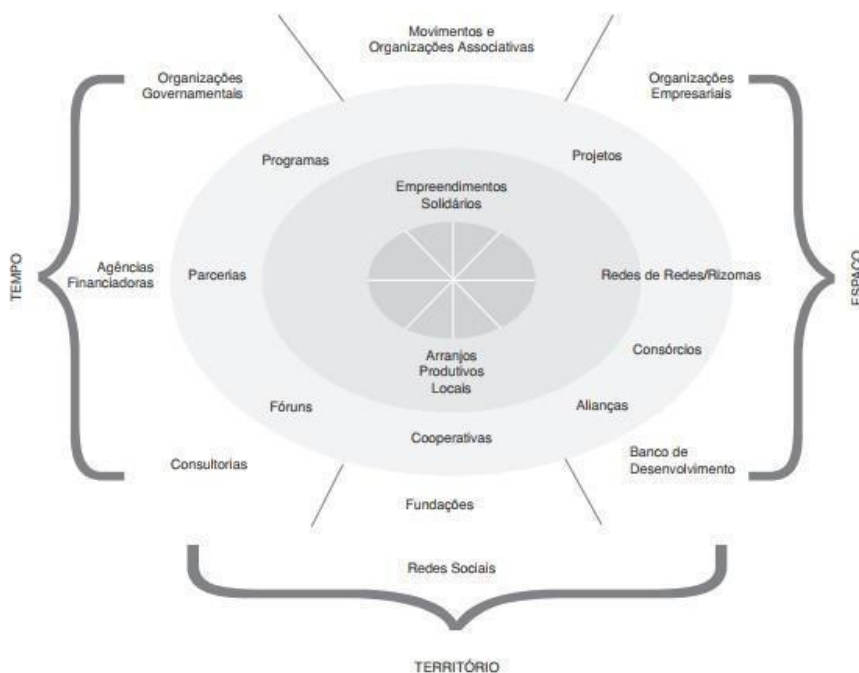 Movimentos e
Organizações Associativas
Organizações
Governamentais
Organizações
Empresariais
Programas
Projetos
Empreendimentos
Solidários
TEMPO
Agências
Financiadoras
Parcerias
Redes de Redes/Rizomas
ESPAÇO
Consórcios
Arranjos
Produtivos
Locais
Fóruns
Alianças
Cooperativas
Consultorias
Banco de
Desenvolvimento
Fundações
Redes Sociais
TERRITÓRIO